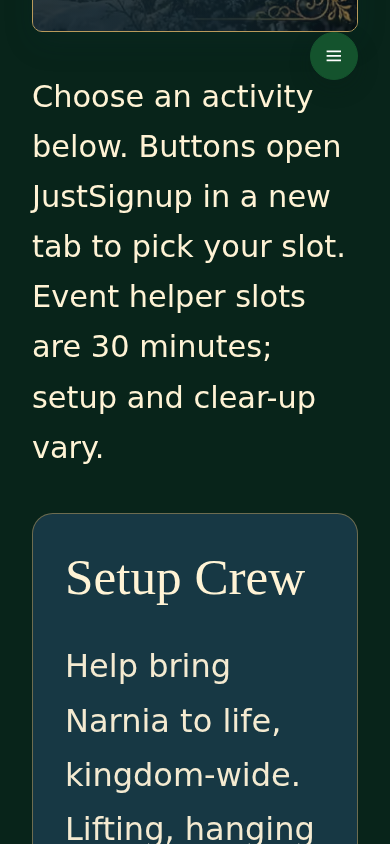 Choose an activity
below. Buttons open
JustSignup in a new
tab to pick your slot.
Event helper slots
are 30 minutes;
setup and clear-up
vary.
Setup Crew
Help bring
Narnia to life,
kingdom-wide.
Lifting, hanging